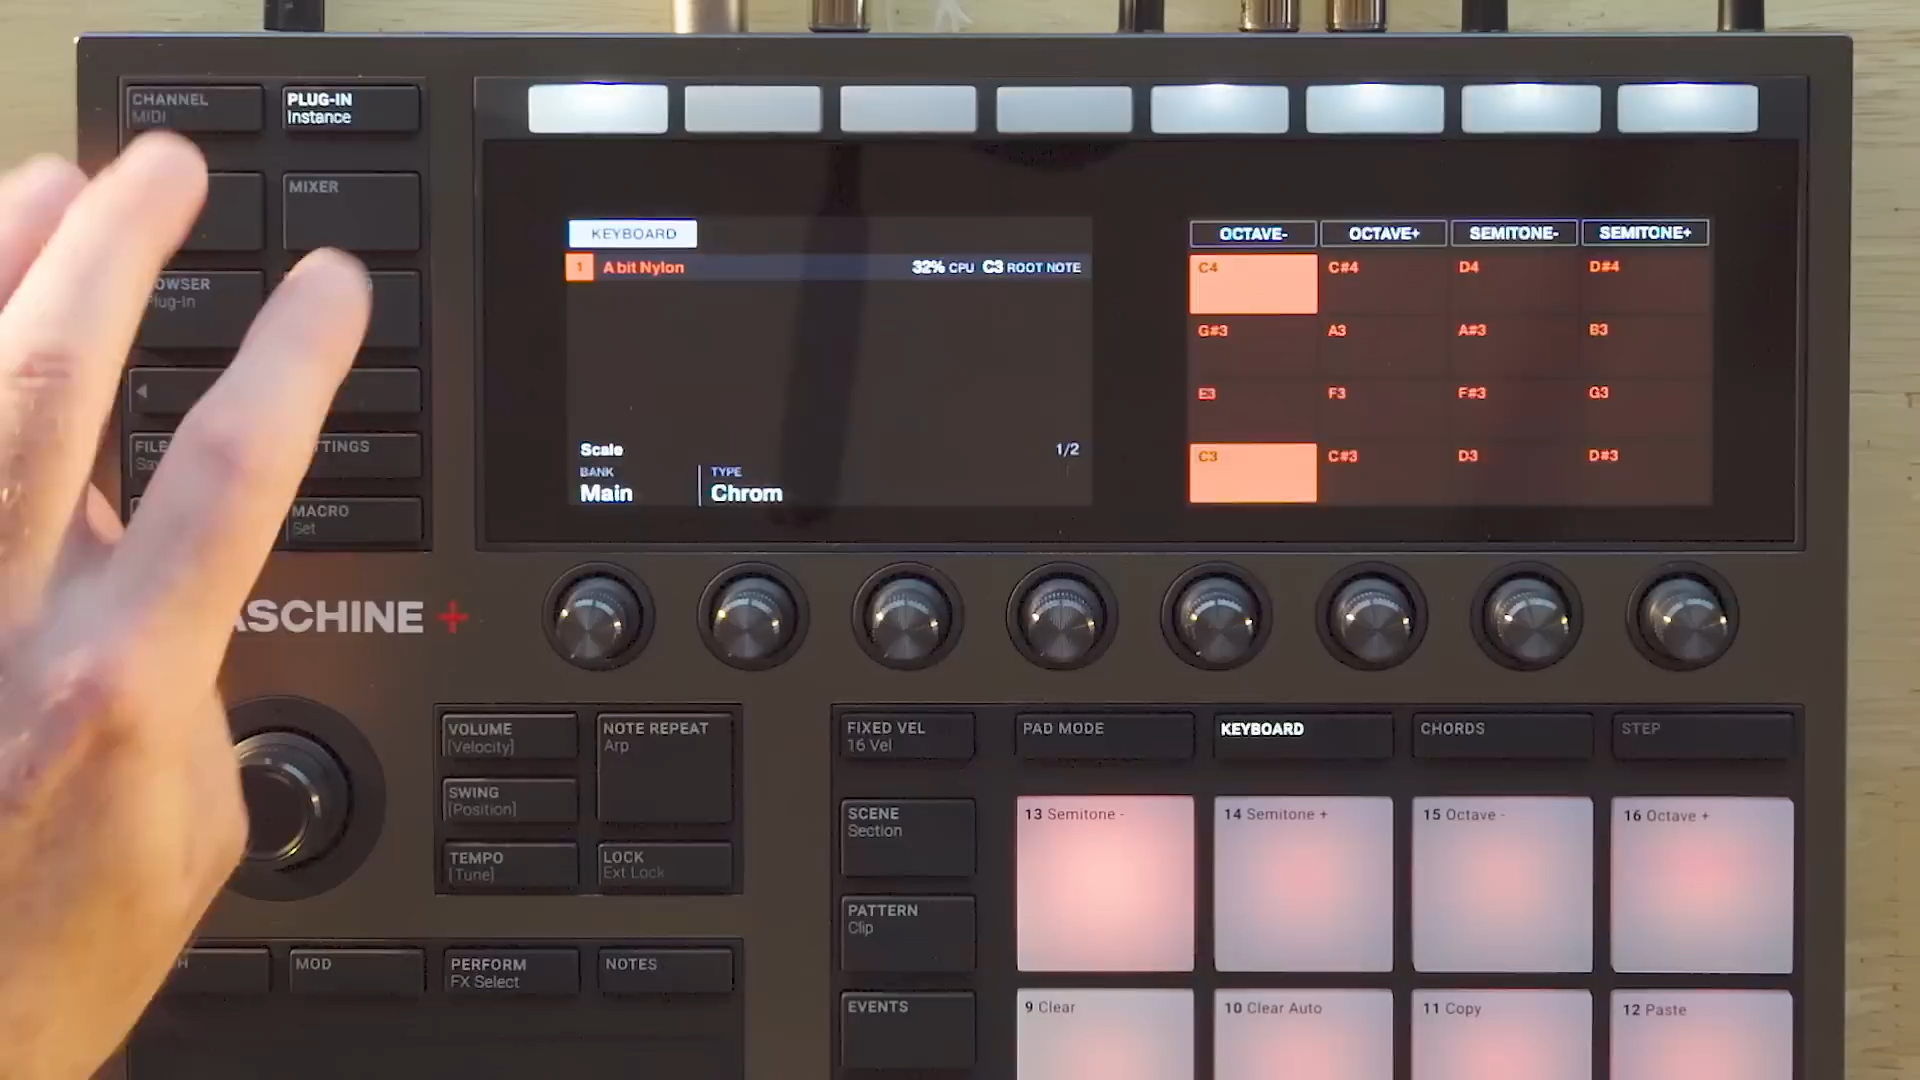 CHANNEL
MIDI
PLUG-IN
Instance
MIXER
OWSER
Plug-In
FILE
TTINGS
MACRO
Set
KEYBOARD
1 A bit Nylon 32% CPU C3 ROOT NOTE
Scale 1/2
BANK TYPE
Main Chrom
OCTAVE- OCTAVE+ SEMITONE- SEMITONE+
C4 C#4 D4 D#4
G#3 A3 A#3 B3
E3 F3 F#3 G3
C3 C#3 D3 D#3
ASCHINE +
VOLUME
[Velocity]
NOTE REPEAT
Arp
SWING
[Position]
TEMPO
[Tune]
LOCK
Ext Lock
MOD
PERFORM
FX Select
NOTES
FIXED VEL
16 Vel
PAD MODE
KEYBOARD
CHORDS
STEP
SCENE
Section
PATTERN
Clip
EVENTS
13 Semitone -
14 Semitone +
15 Octave -
16 Octave +
9 Clear
10 Clear Auto
11 Copy
12 Paste